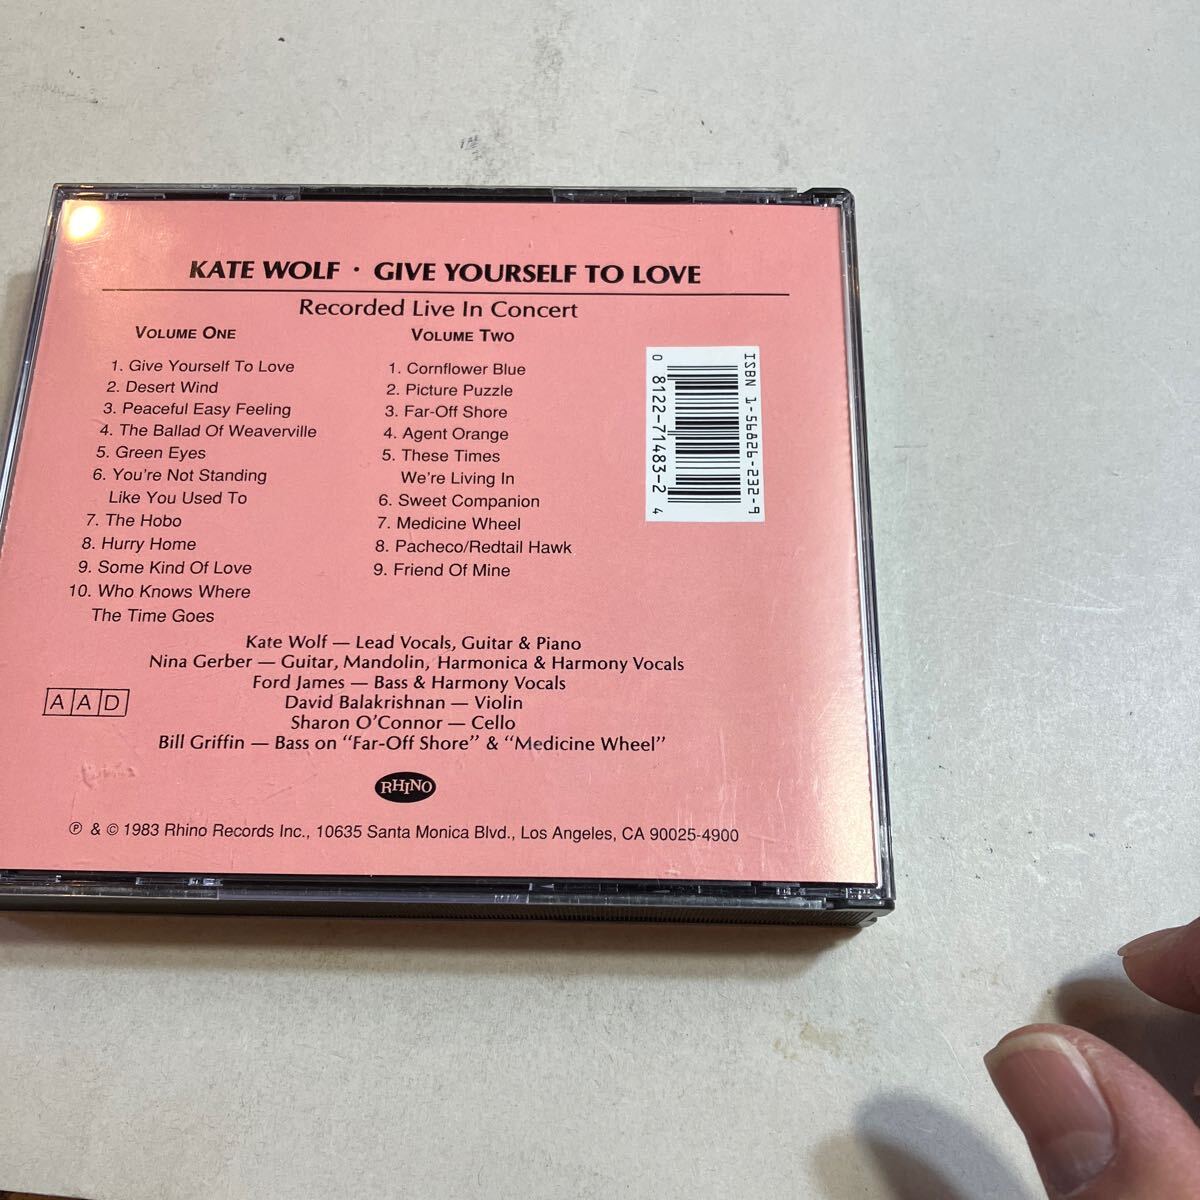 KATE WOLF · GIVE YOURSELF TO LOVE
Recorded Live In Concert
VOLUME ONE
1. Give Yourself To Love
2. Desert Wind
3. Peaceful Easy Feeling
4. The Ballad Of Weaverville
5. Green Eyes
6. You're Not Standing
Like You Used To
7. The Hobo
8. Hurry Home
9. Some Kind Of Love
10. Who Knows Where
The Time Goes
VOLUME TWO
1. Cornflower Blue
2. Picture Puzzle
3. Far-Off Shore
4. Agent Orange
5. These Times
We're Living In
6. Sweet Companion
7. Medicine Wheel
8. Pacheco/Redtail Hawk
9. Friend Of Mine
ISBN 1-56826-232-9
0 8122-71483-2 4
Kate Wolf — Lead Vocals, Guitar & Piano
Nina Gerber — Guitar, Mandolin, Harmonica & Harmony Vocals
Ford James — Bass & Harmony Vocals
David Balakrishnan — Violin
Sharon O'Connor — Cello
Bill Griffin — Bass on "Far-Off Shore" & "Medicine Wheel"
AAD
RHINO
℗ & © 1983 Rhino Records Inc., 10635 Santa Monica Blvd., Los Angeles, CA 90025-4900